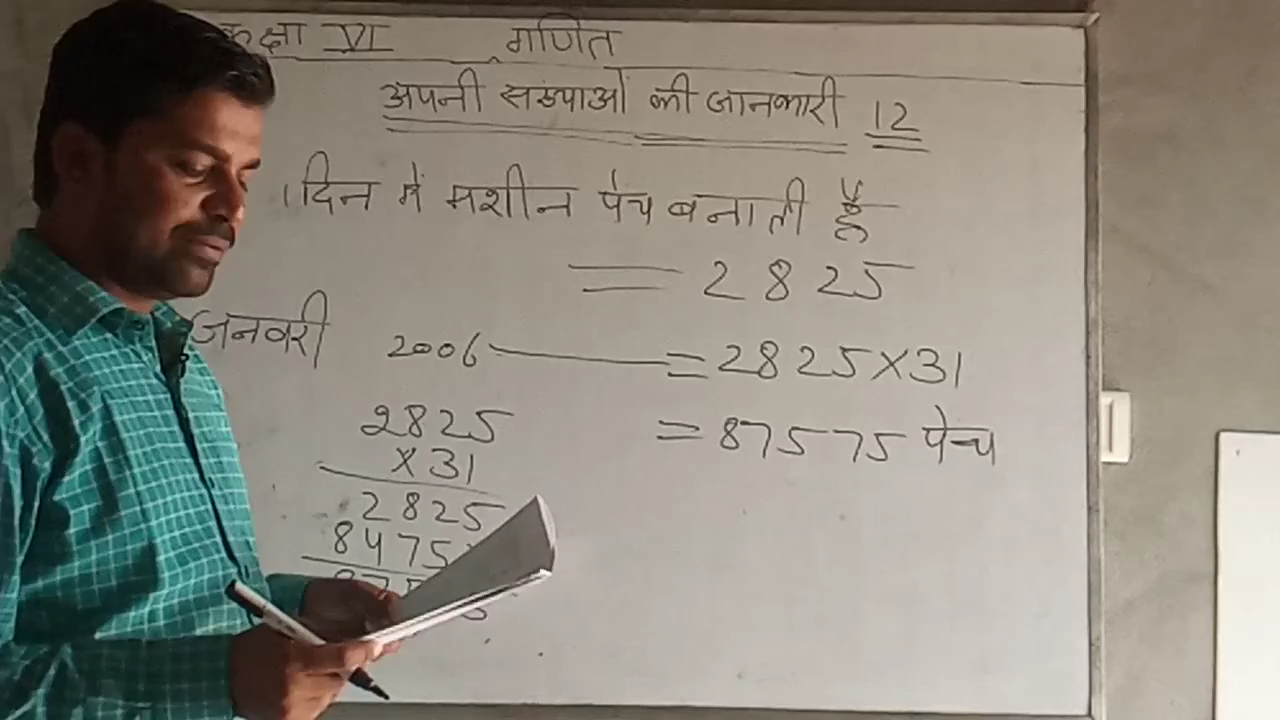 कक्षा VI गणित
अपनी संख्याओं की जानकारी 12
1 दिन में मशीन पेच बनाती है
= 2825
जनवरी 2006 = 2825 X 31
= 87575 पेच
2825
X 31
2825
8475